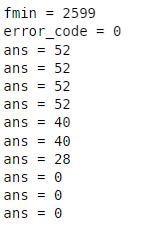 fmin = 2599
error_code = 0
ans = 52
ans = 52
ans = 52
ans = 52
ans = 40
ans = 40
ans = 28
ans = 0
ans = 0
ans = 0